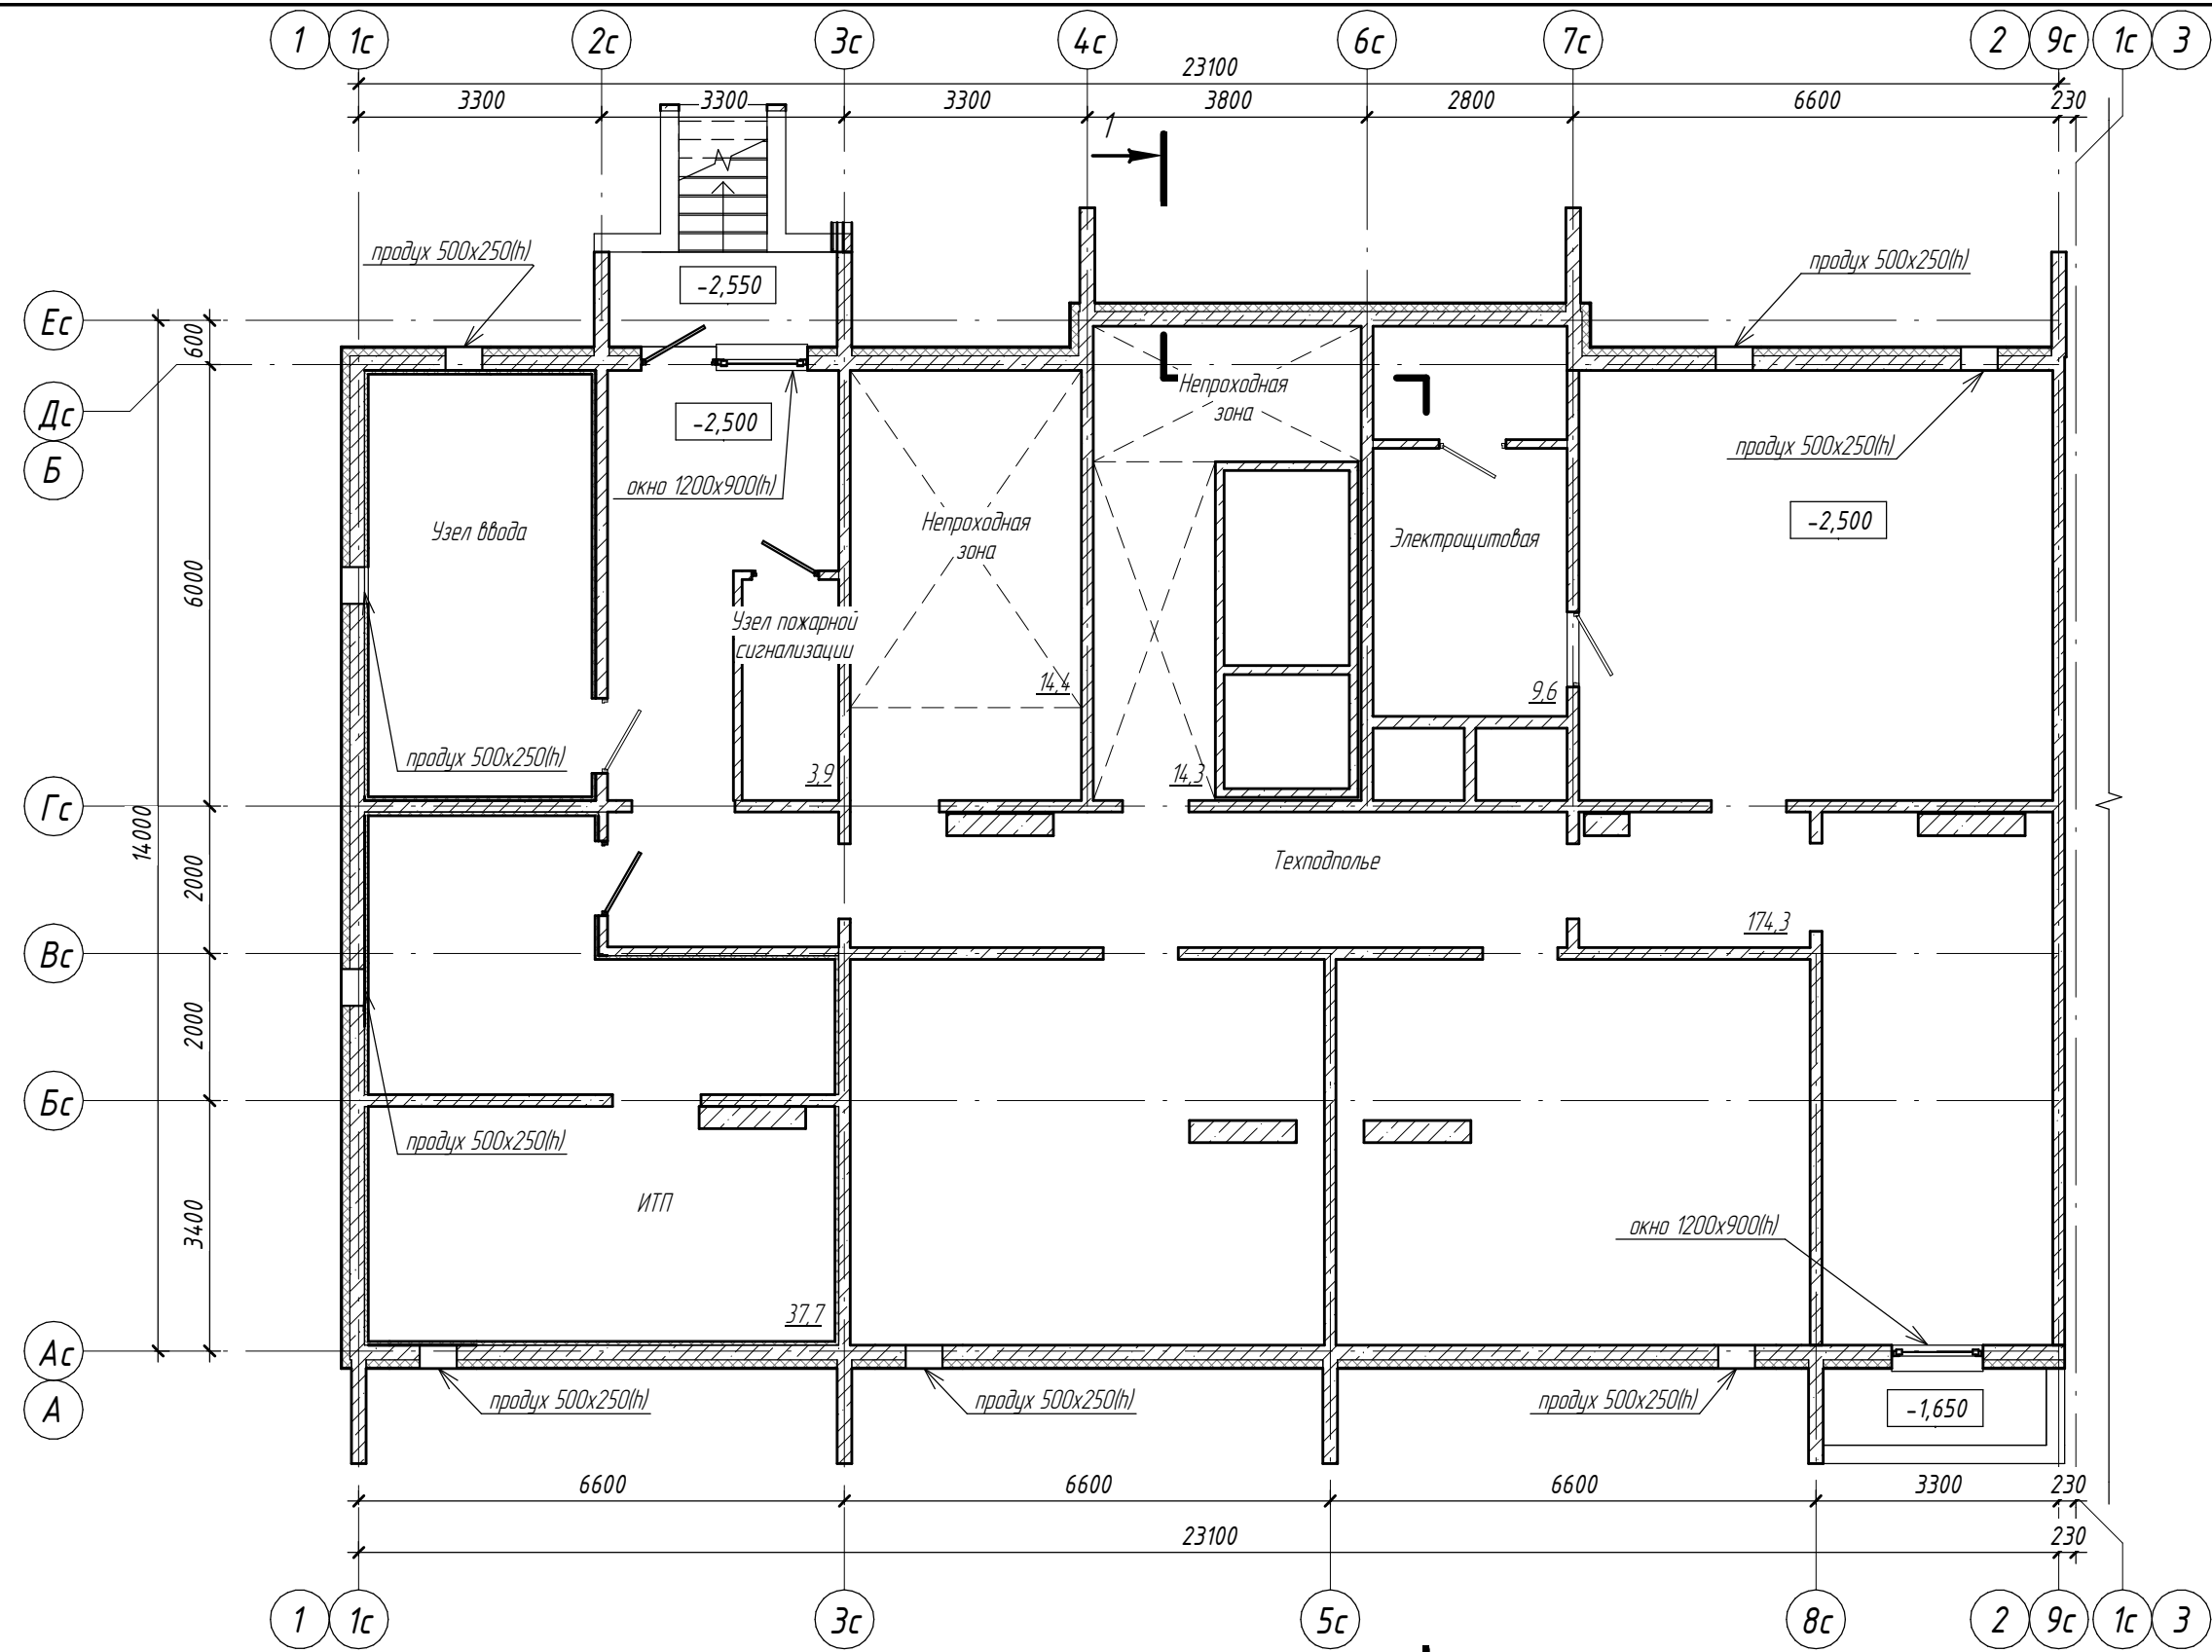 1 1с 2с 3с 4с 6с 7с 2 9с 1с 3
23100
3300 3300 3300 3800 2800 6600 230
1
продух 500х250(h)
продух 500х250(h)
-2,550
Ес
600
Дс
Б
Непроходная
зона
-2,500
продух 500х250(h)
окно 1200х900(h)
Узел ввода
Непроходная
зона
Электрощитовая
-2,500
6000
Узел пожарной
сигнализации
14,4
9,6
продух 500х250(h)
3,9
14,3
Гс
14000
2000
Техподполье
174,3
Вс
2000
Бс
продух 500х250(h)
ИТП
3400
окно 1200х900(h)
37,7
Ас
А
продух 500х250(h)
продух 500х250(h)
продух 500х250(h)
-1,650
6600 6600 6600 3300 230
23100 230
1 1с 3с 5с 8с 2 9с 1с 3